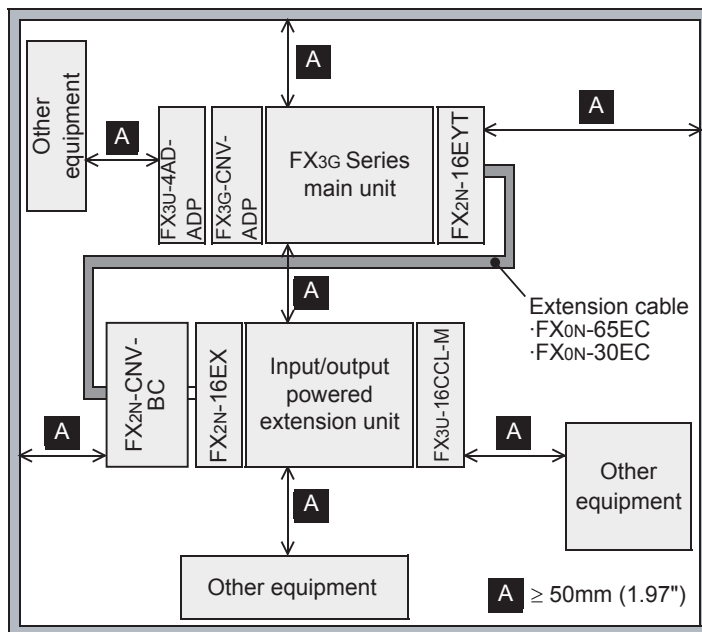 A
Other
equipment
A
A
FX3U-4AD-
ADP
FX3G-CNV-
ADP
FX3G Series
main unit
FX2N-16EYT
A
Extension cable
·FX0N-65EC
·FX0N-30EC
FX2N-CNV-
BC
FX2N-16EX
Input/output
powered
extension unit
FX3U-16CCL-M
A
A
Other
equipment
A
Other equipment
A ≥ 50mm (1.97")